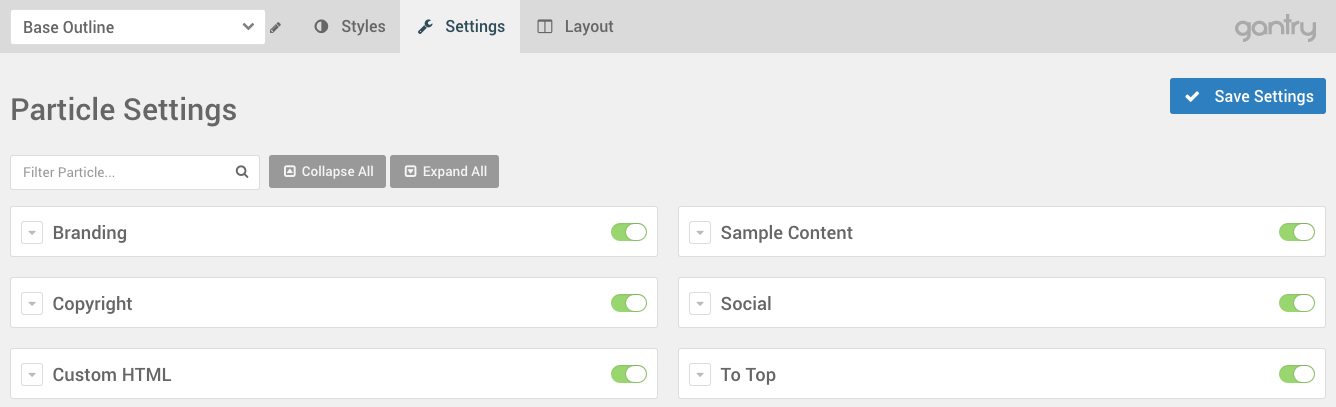 Base Outline Styles Settings Layout gantry
Particle Settings Save Settings
Filter Particle... Collapse All Expand All
Branding Sample Content
Copyright Social
Custom HTML To Top